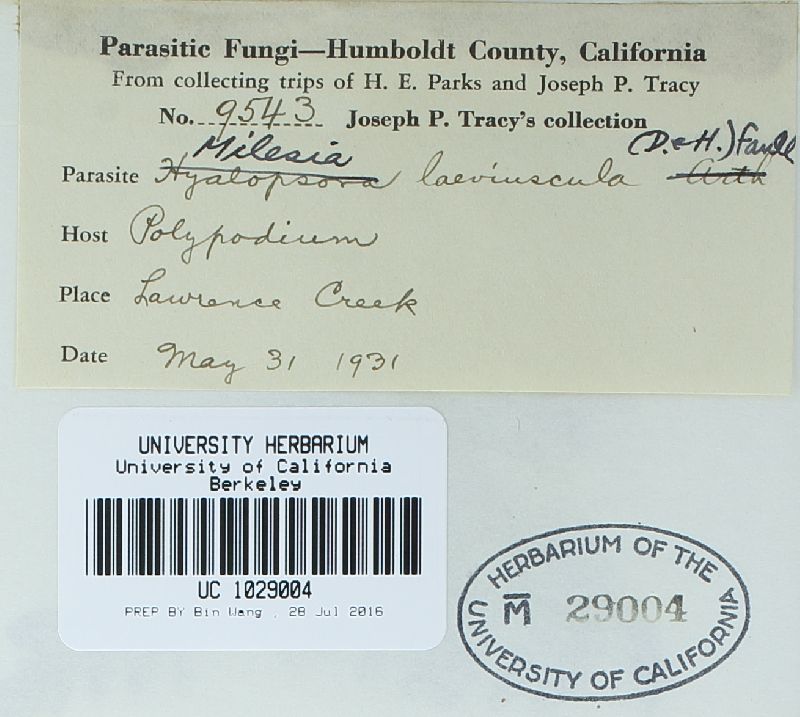 Parasitic Fungi—Humboldt County, California
From collecting trips of H. E. Parks and Joseph P. Tracy
No. 9543 Joseph P. Tracy's collection
Milesia (D. & H.) Faull
Parasite Hyalopsora laeviuscula Arth
Host Polypodium
Place Lawrence Creek
Date May 31 1931
UNIVERSITY HERBARIUM
University of California
Berkeley
UC 1029004
PREP BY Bin Wang , 28 Jul 2016
HERBARIUM OF THE
M 29004
UNIVERSITY OF CALIFORNIA